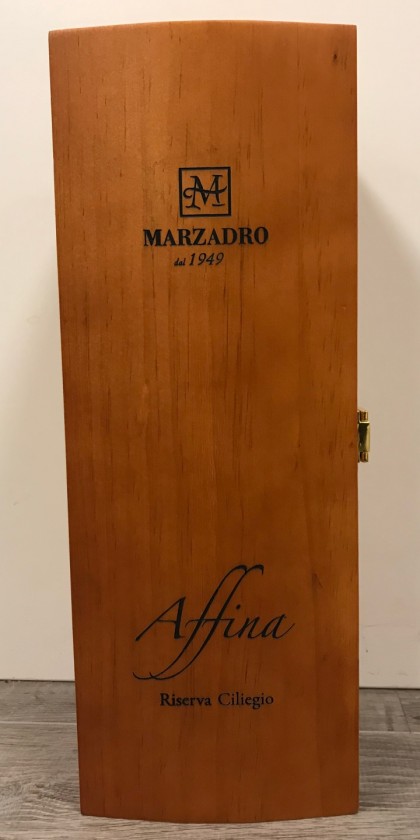 M
MARZADRO
dal 1949
Affina
Riserva Ciliegio